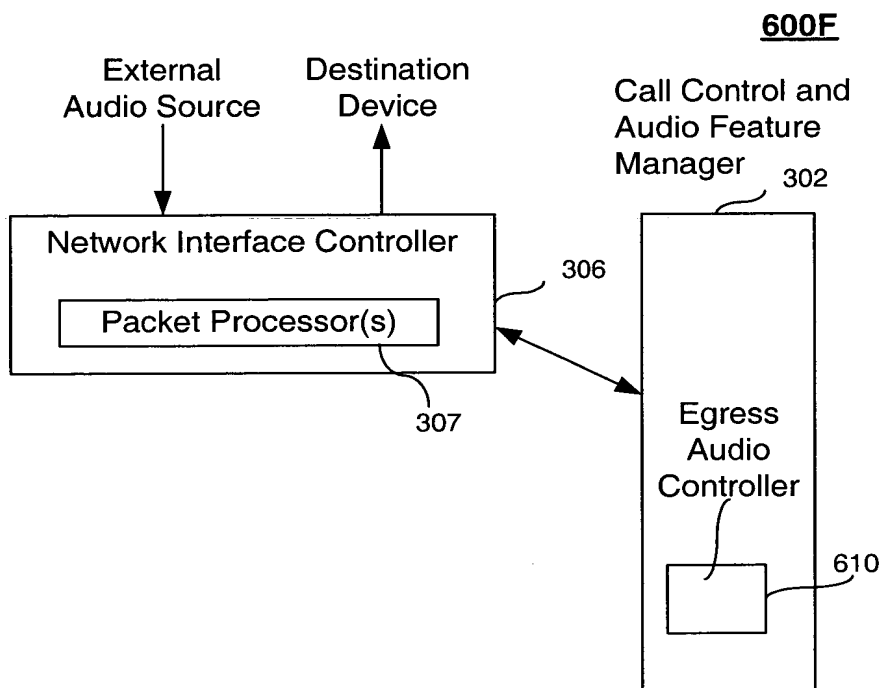 600F
External
Audio Source
Destination
Device
Call Control and
Audio Feature
Manager
302
Network Interface Controller
306
Packet Processor(s)
307
Egress
Audio
Controller
610